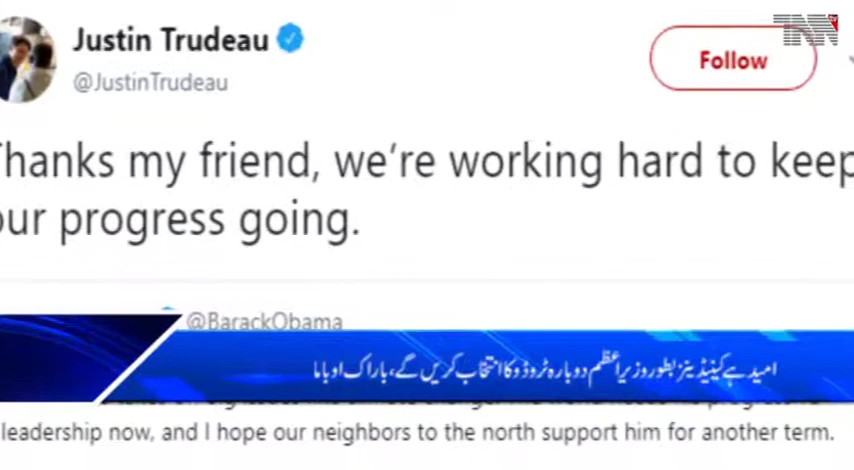 Justin Trudeau
@JustinTrudeau
Follow
TNN
Thanks my friend, we're working hard to keep
our progress going.
@BarackObama
امید ہے کینیڈینز بطور وزیراعظم دوبارہ ٹروڈو کا انتخاب کریں گے، باراک اوباما
leadership now, and I hope our neighbors to the north support him for another term.